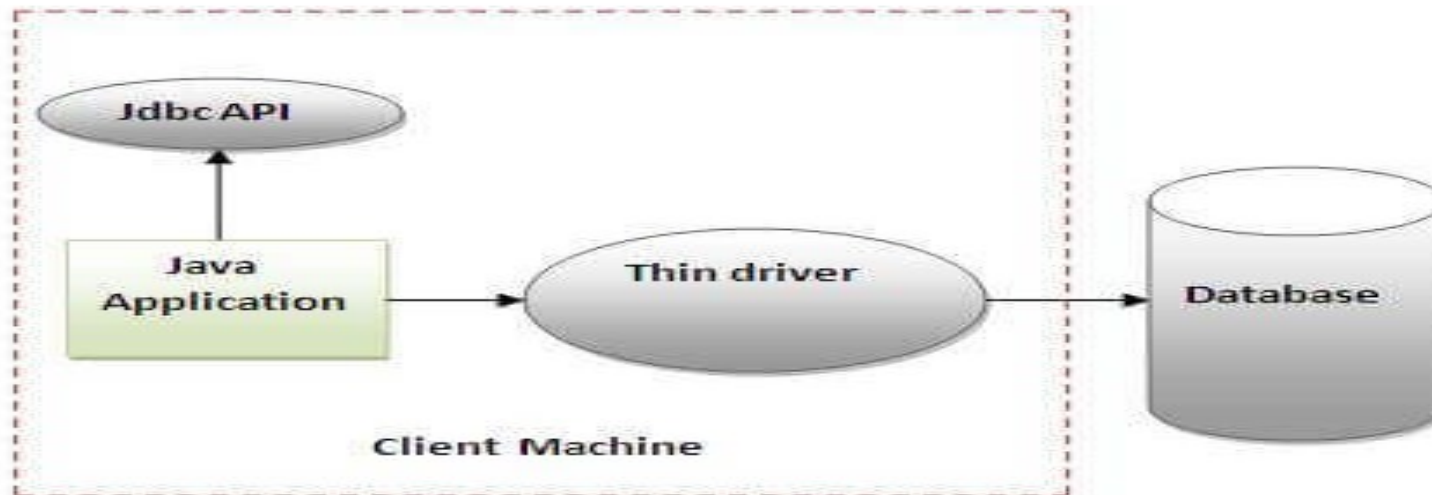 Jdbc API
Java
Application
Thin driver
Database
Client Machine